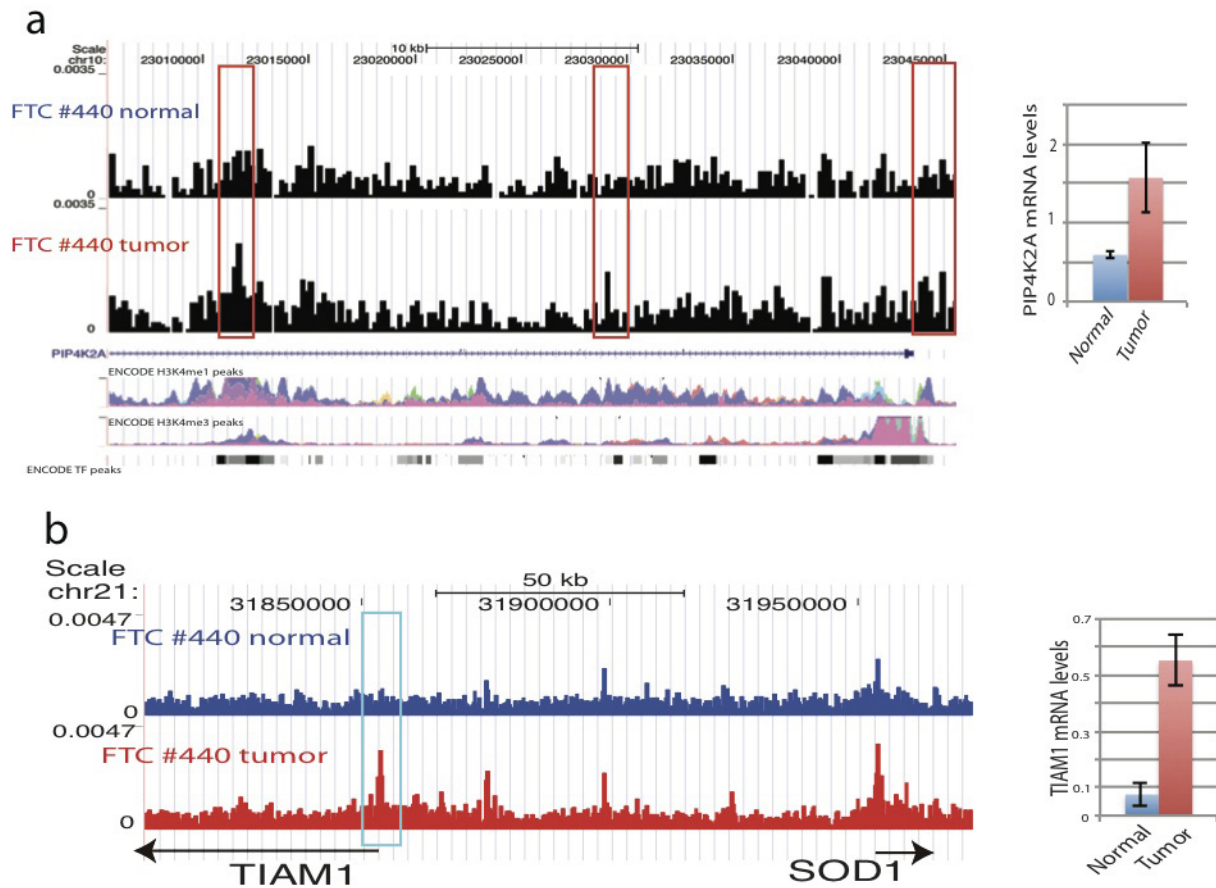 a
Scale 10 kb
chr10: 23010000 23015000 23020000 23025000 23030000 23035000 23040000 23045000
0.0035
FTC #440 normal
0
0.0035
FTC #440 tumor
0
PIP4K2A
ENCODE H3K4me1 peaks
ENCODE H3K4me3 peaks
ENCODE TF peaks
PIP4K2A mRNA levels
2
1
0
Normal
Tumor
b
Scale 50 kb
chr21: 31850000 31900000 31950000
0.0047
FTC #440 normal
0
0.0047
FTC #440 tumor
0
TIAM1 SOD1
TIAM1 mRNA levels
0.7
0.5
0.3
0.1
0
Normal
Tumor